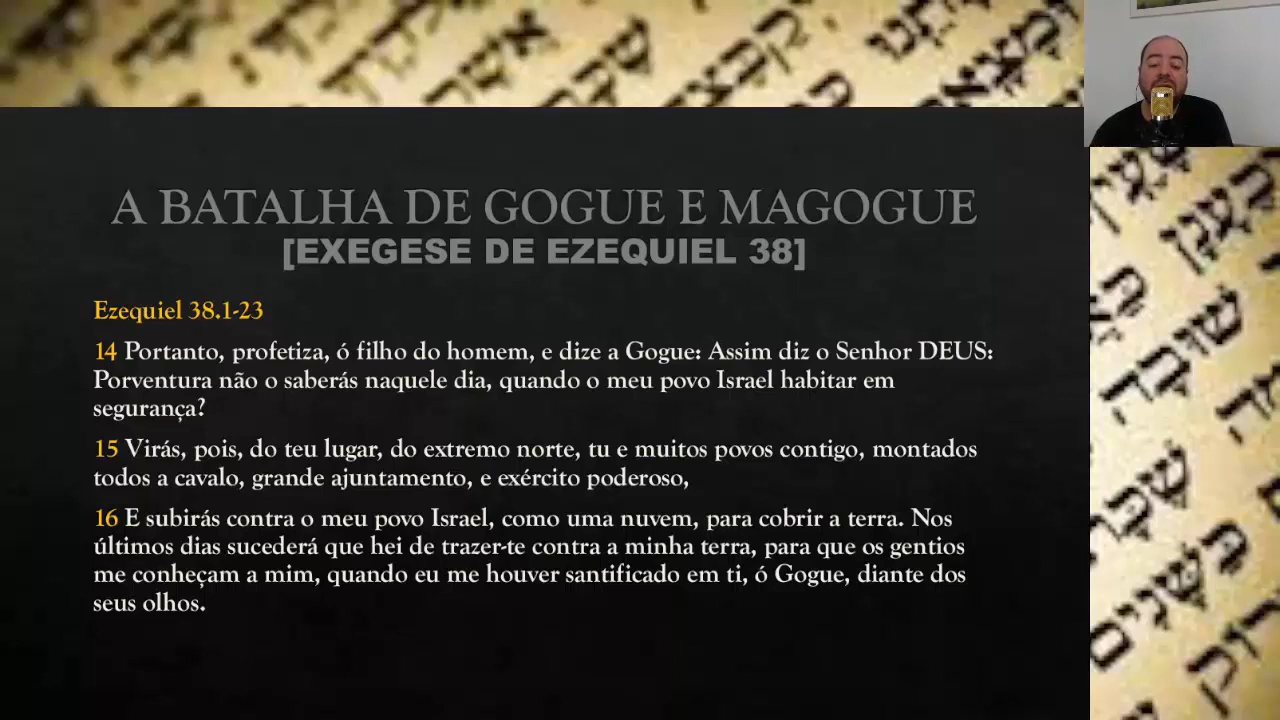 A BATALHA DE GOGUE E MAGOGUE
[EXEGESE DE EZEQUIEL 38]
Ezequiel 38.1-23
14 Portanto, profetiza, ó filho do homem, e dize a Gogue: Assim diz o Senhor DEUS:
Porventura não o saberás naquele dia, quando o meu povo Israel habitar em
segurança?
15 Virás, pois, do teu lugar, do extremo norte, tu e muitos povos contigo, montados
todos a cavalo, grande ajuntamento, e exército poderoso,
16 E subirás contra o meu povo Israel, como uma nuvem, para cobrir a terra. Nos
últimos dias sucederá que hei de trazer-te contra a minha terra, para que os gentios
me conheçam a mim, quando eu me houver santificado em ti, ó Gogue, diante dos
seus olhos.